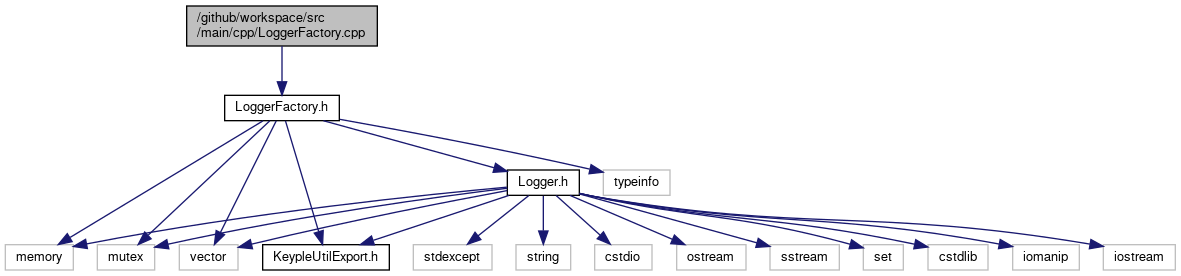 /github/workspace/src
/main/cpp/LoggerFactory.cpp
LoggerFactory.h
Logger.h
typeinfo
memory
mutex
vector
KeypleUtilExport.h
stdexcept
string
cstdio
ostream
sstream
set
cstdlib
iomanip
iostream